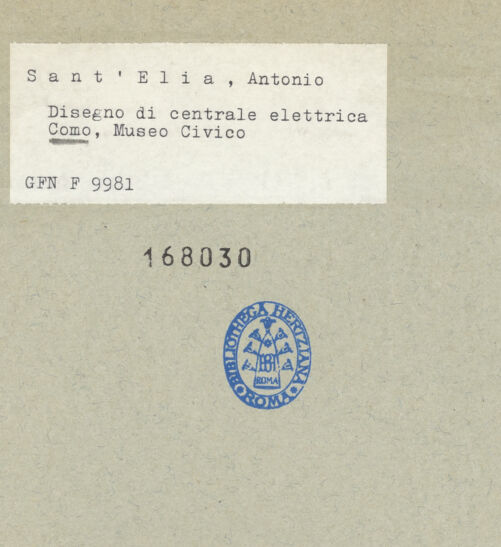 S a n t ' E l i a , Antonio
Disegno di centrale elettrica
Como, Museo Civico
GFN F 9981
168030
BIBLIOTHECA HERTZIANA
ROMA
ROMA